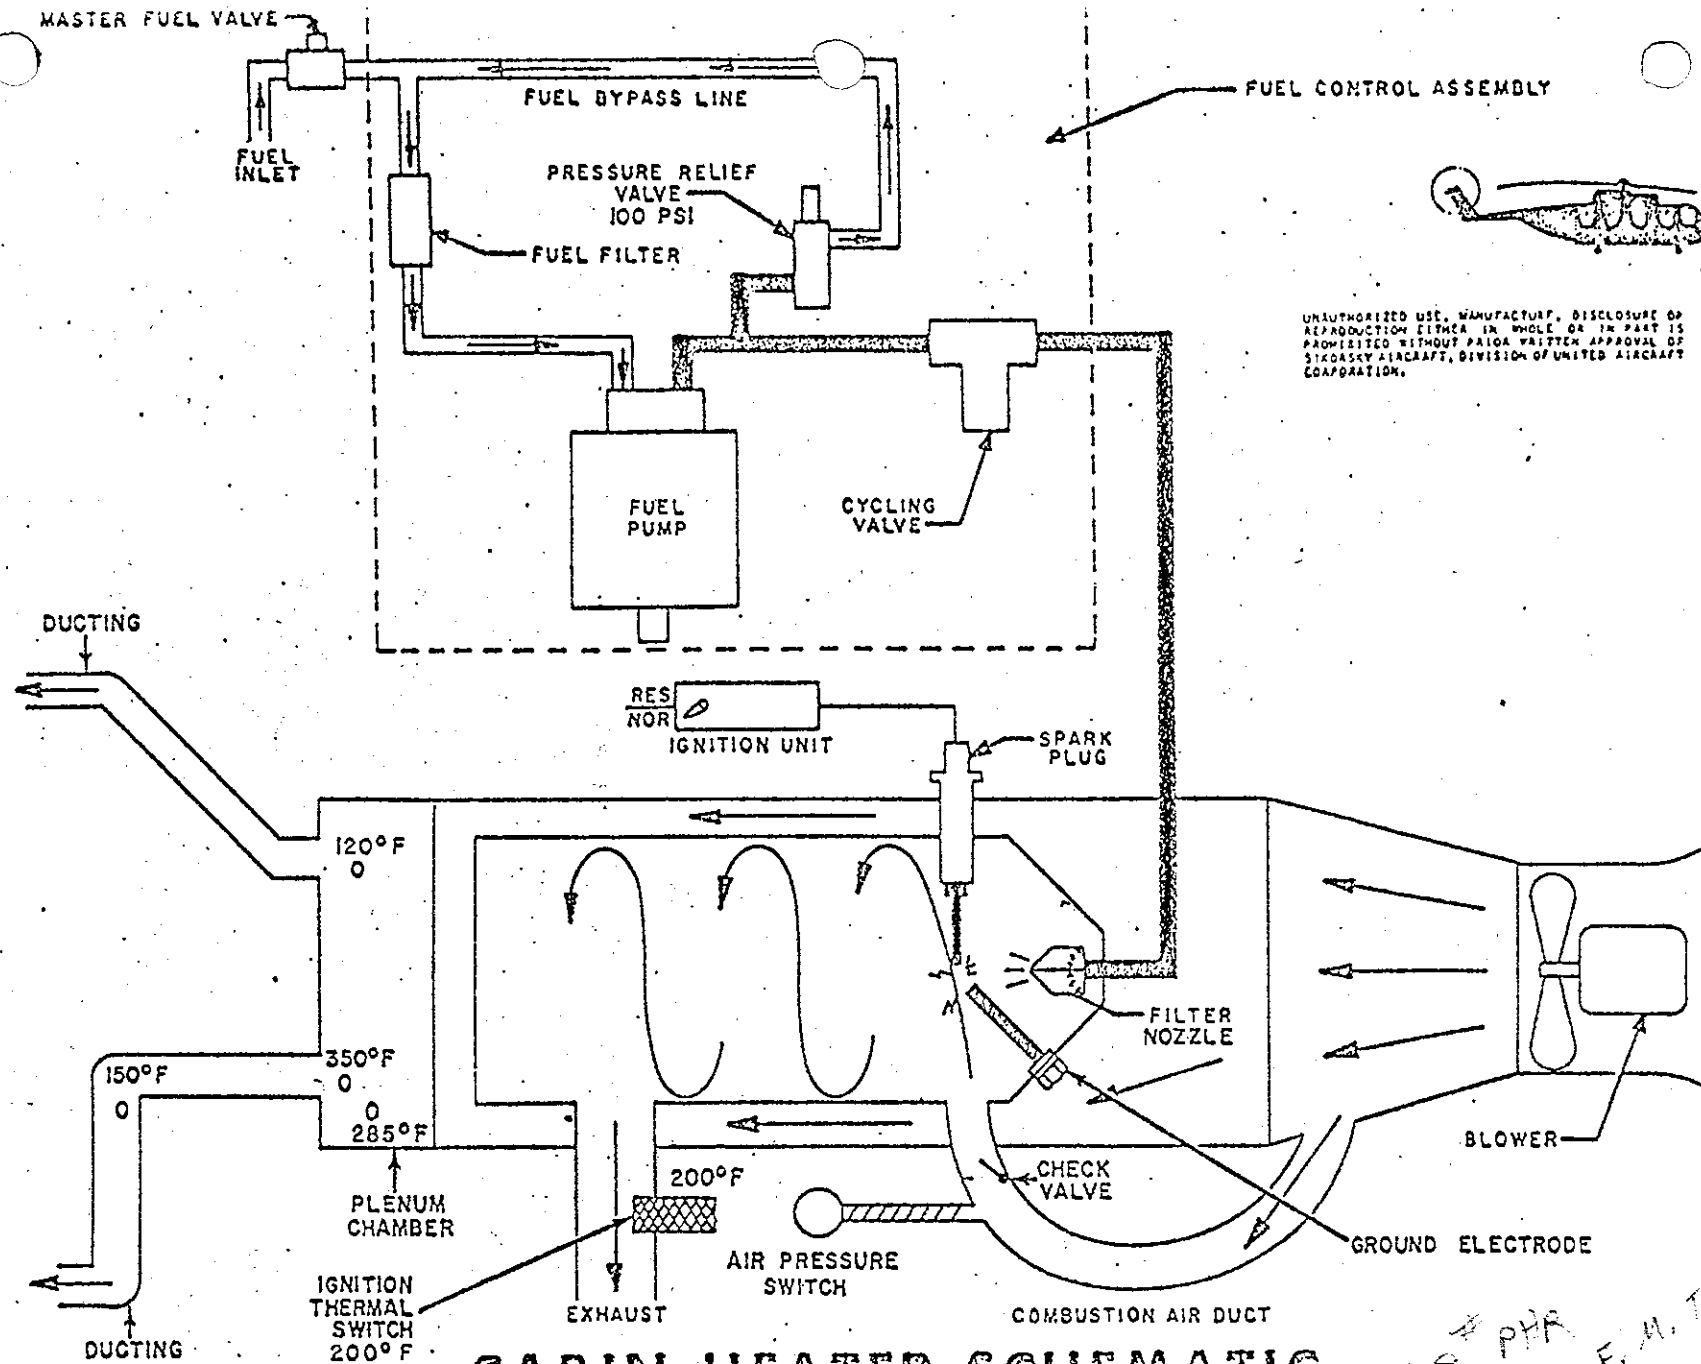 MASTER FUEL VALVE
FUEL BYPASS LINE
FUEL CONTROL ASSEMBLY
FUEL
INLET
PRESSURE RELIEF
VALVE
100 PSI
FUEL FILTER
UNAUTHORIZED USE, MANUFACTURE, DISCLOSURE OR
REPRODUCTION EITHER IN WHOLE OR IN PART IS
PROHIBITED WITHOUT PRIOR WRITTEN APPROVAL OF
SIKORSKY AIRCRAFT, DIVISION OF UNITED AIRCRAFT
CORPORATION.
FUEL
PUMP
CYCLING
VALVE
DUCTING
RES
NOR
IGNITION UNIT
SPARK
PLUG
120°F
O
FILTER
NOZZLE
150°F
O
350°F
O
O
285°F
BLOWER
PLENUM
CHAMBER
200°F
CHECK
VALVE
AIR PRESSURE
SWITCH
GROUND ELECTRODE
IGNITION
THERMAL
SWITCH
200°F
EXHAUST
COMBUSTION AIR DUCT
DUCTING
CABIN HEATER SCHEMATIC
PHR